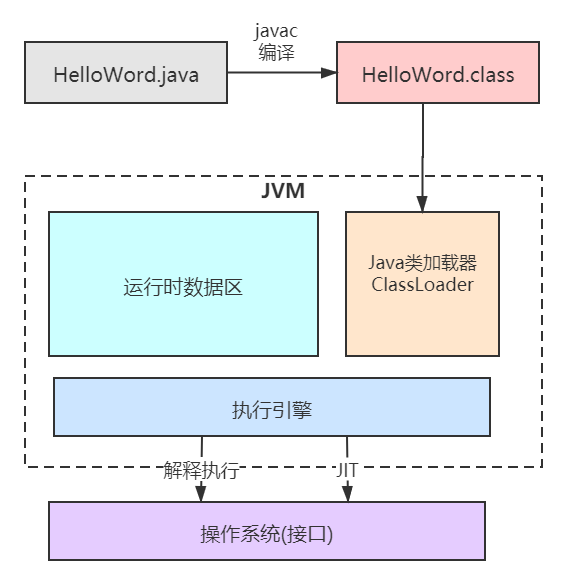 javac
编译
HelloWord.java
HelloWord.class
JVM
运行时数据区
Java类加载器
ClassLoader
执行引擎
解释执行
JIT
操作系统(接口)